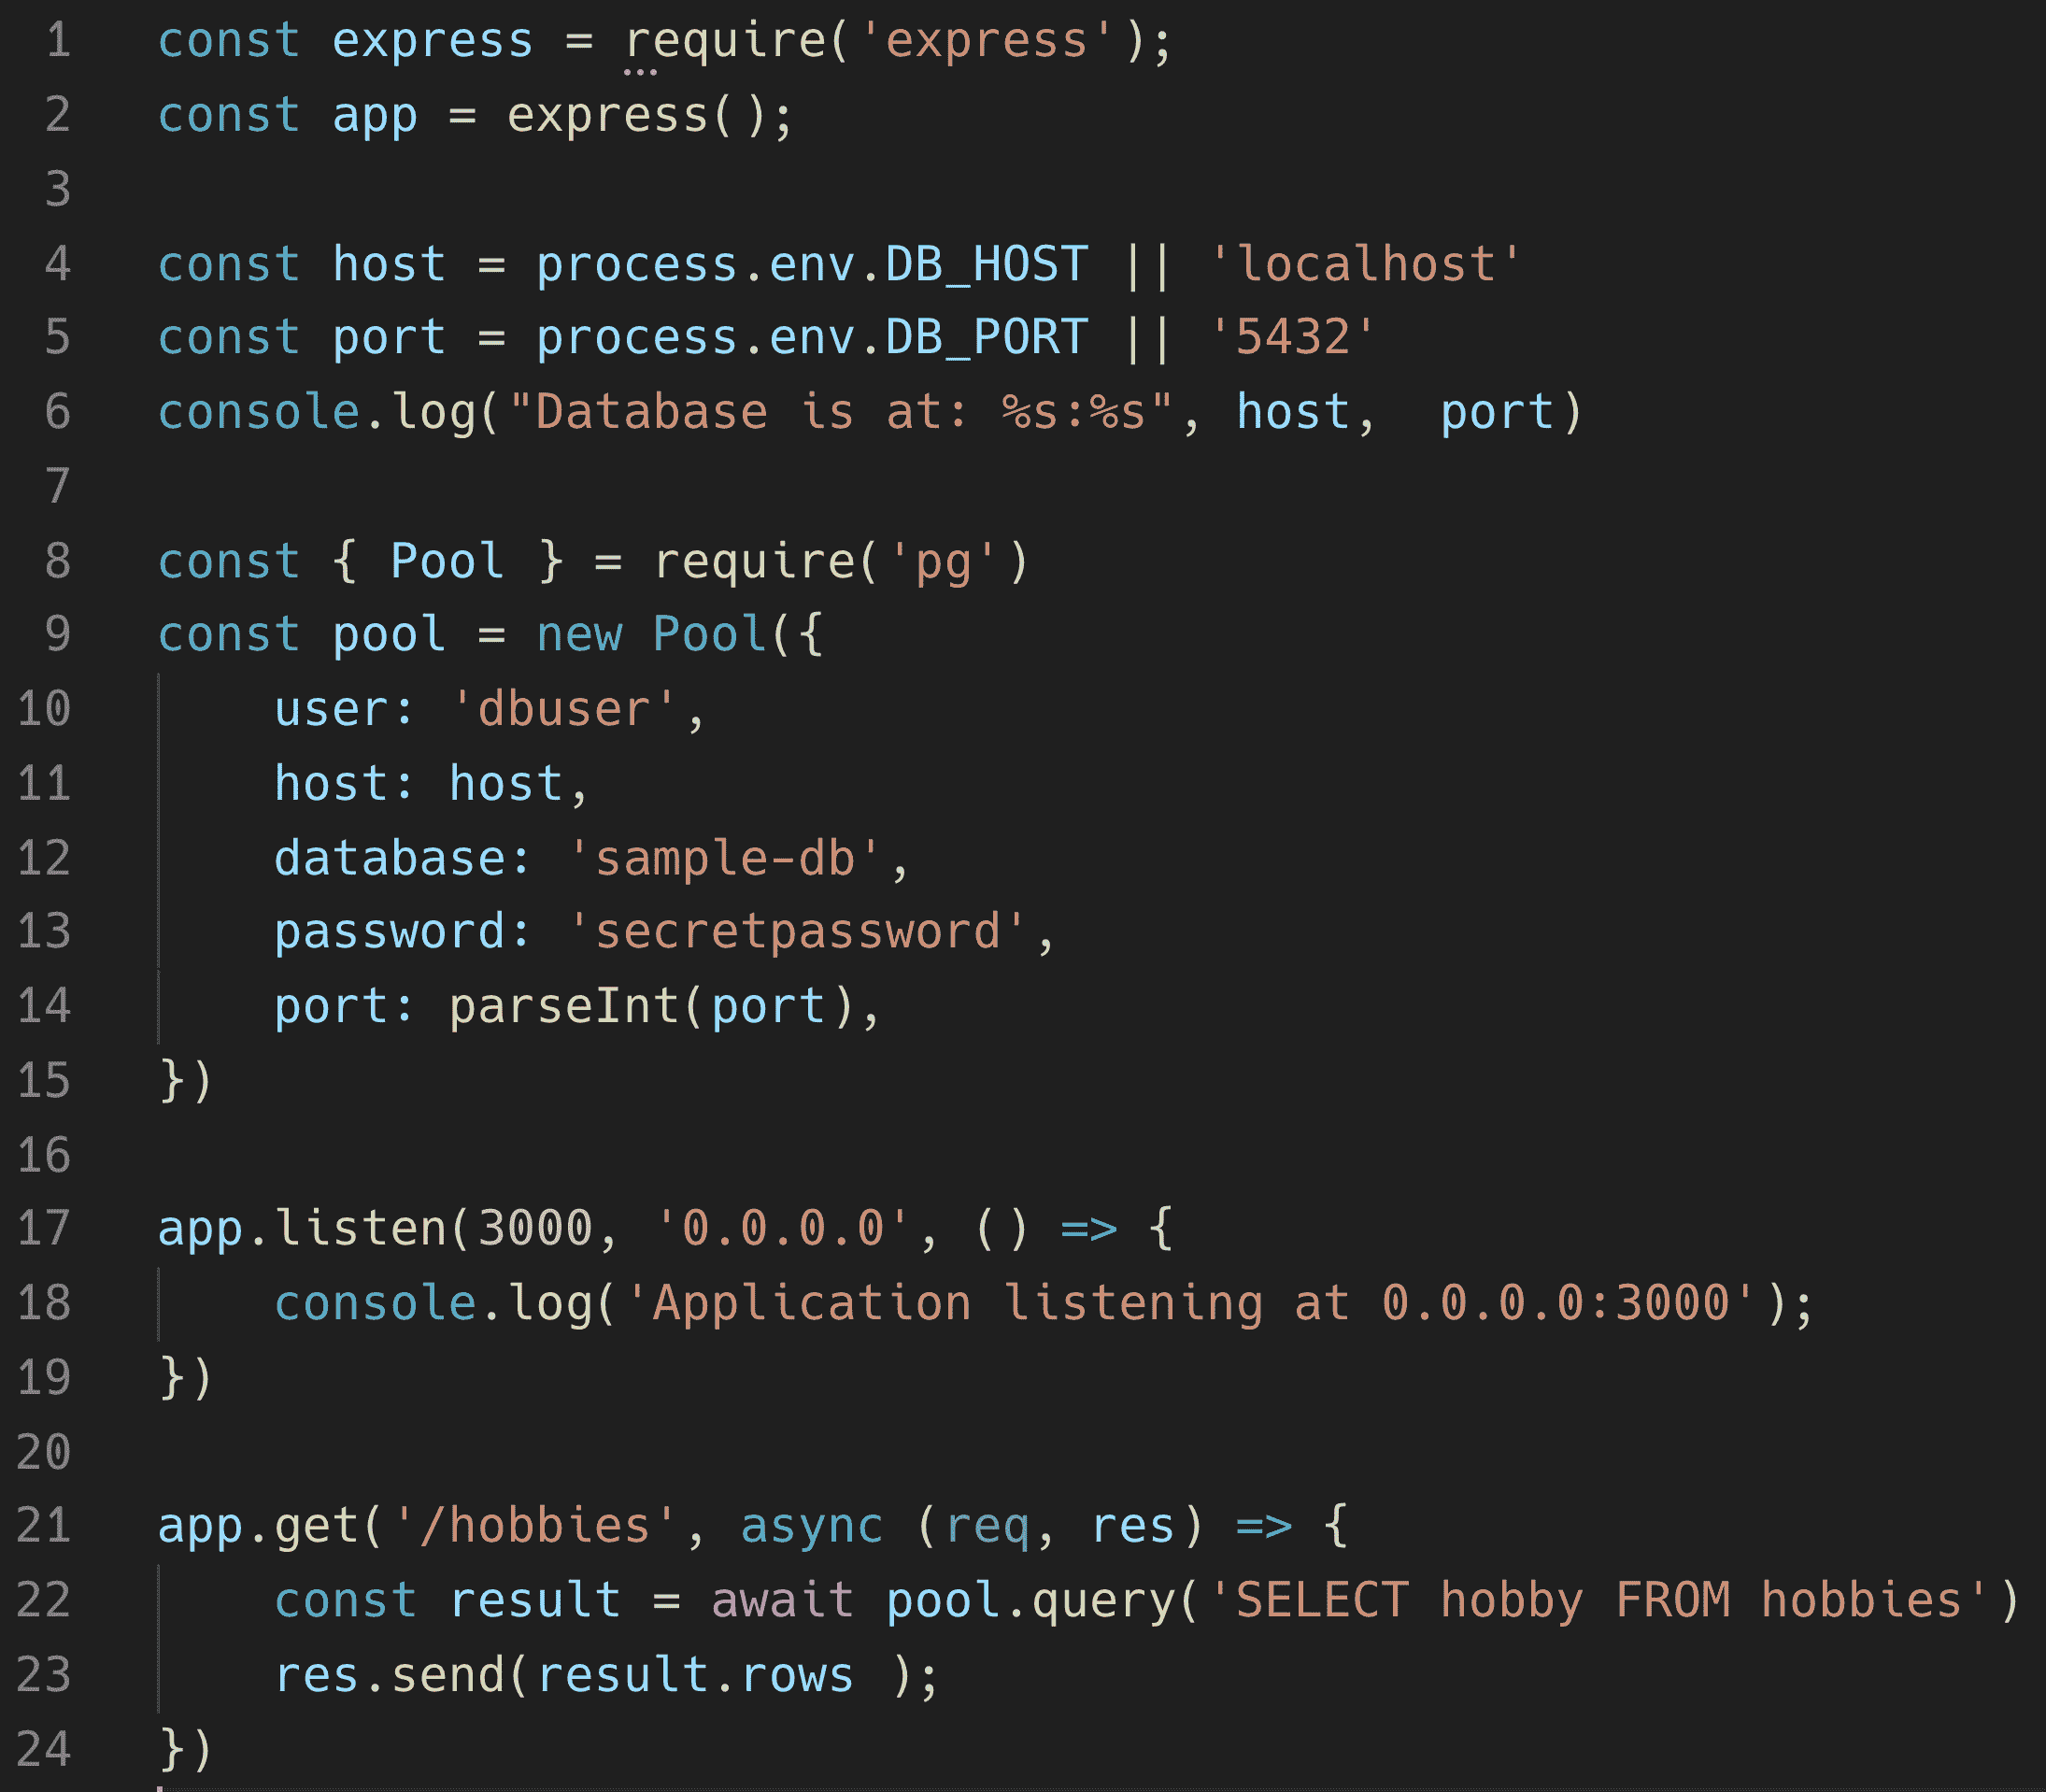 1 const express = require('express');
2 const app = express();
3
4 const host = process.env.DB_HOST || 'localhost'
5 const port = process.env.DB_PORT || '5432'
6 console.log("Database is at: %s:%s", host,  port)
7
8 const { Pool } = require('pg')
9 const pool = new Pool({
10     user: 'dbuser',
11     host: host,
12     database: 'sample-db',
13     password: 'secretpassword',
14     port: parseInt(port),
15 })
16
17 app.listen(3000, '0.0.0.0', () => {
18     console.log('Application listening at 0.0.0.0:3000');
19 })
20
21 app.get('/hobbies', async (req, res) => {
22     const result = await pool.query('SELECT hobby FROM hobbies')
23     res.send(result.rows );
24 })